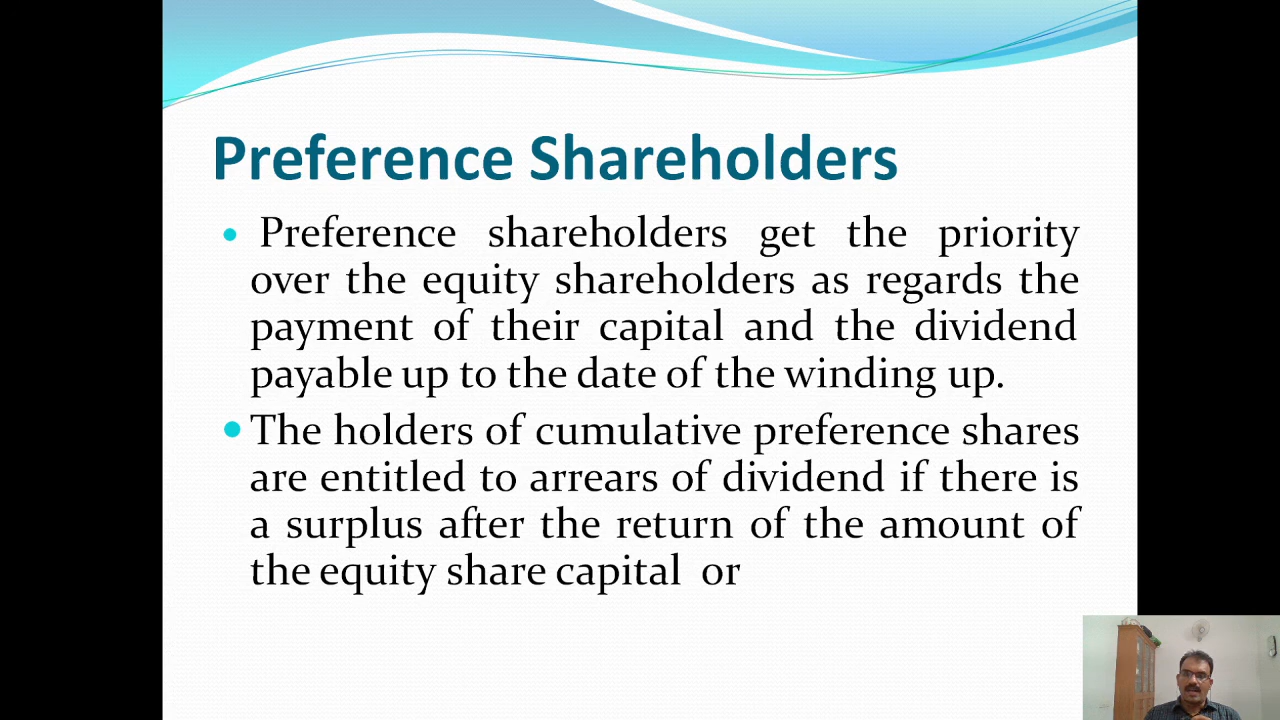 Preference Shareholders
Preference shareholders get the priority
over the equity shareholders as regards the
payment of their capital and the dividend
payable up to the date of the winding up.
The holders of cumulative preference shares
are entitled to arrears of dividend if there is
a surplus after the return of the amount of
the equity share capital or